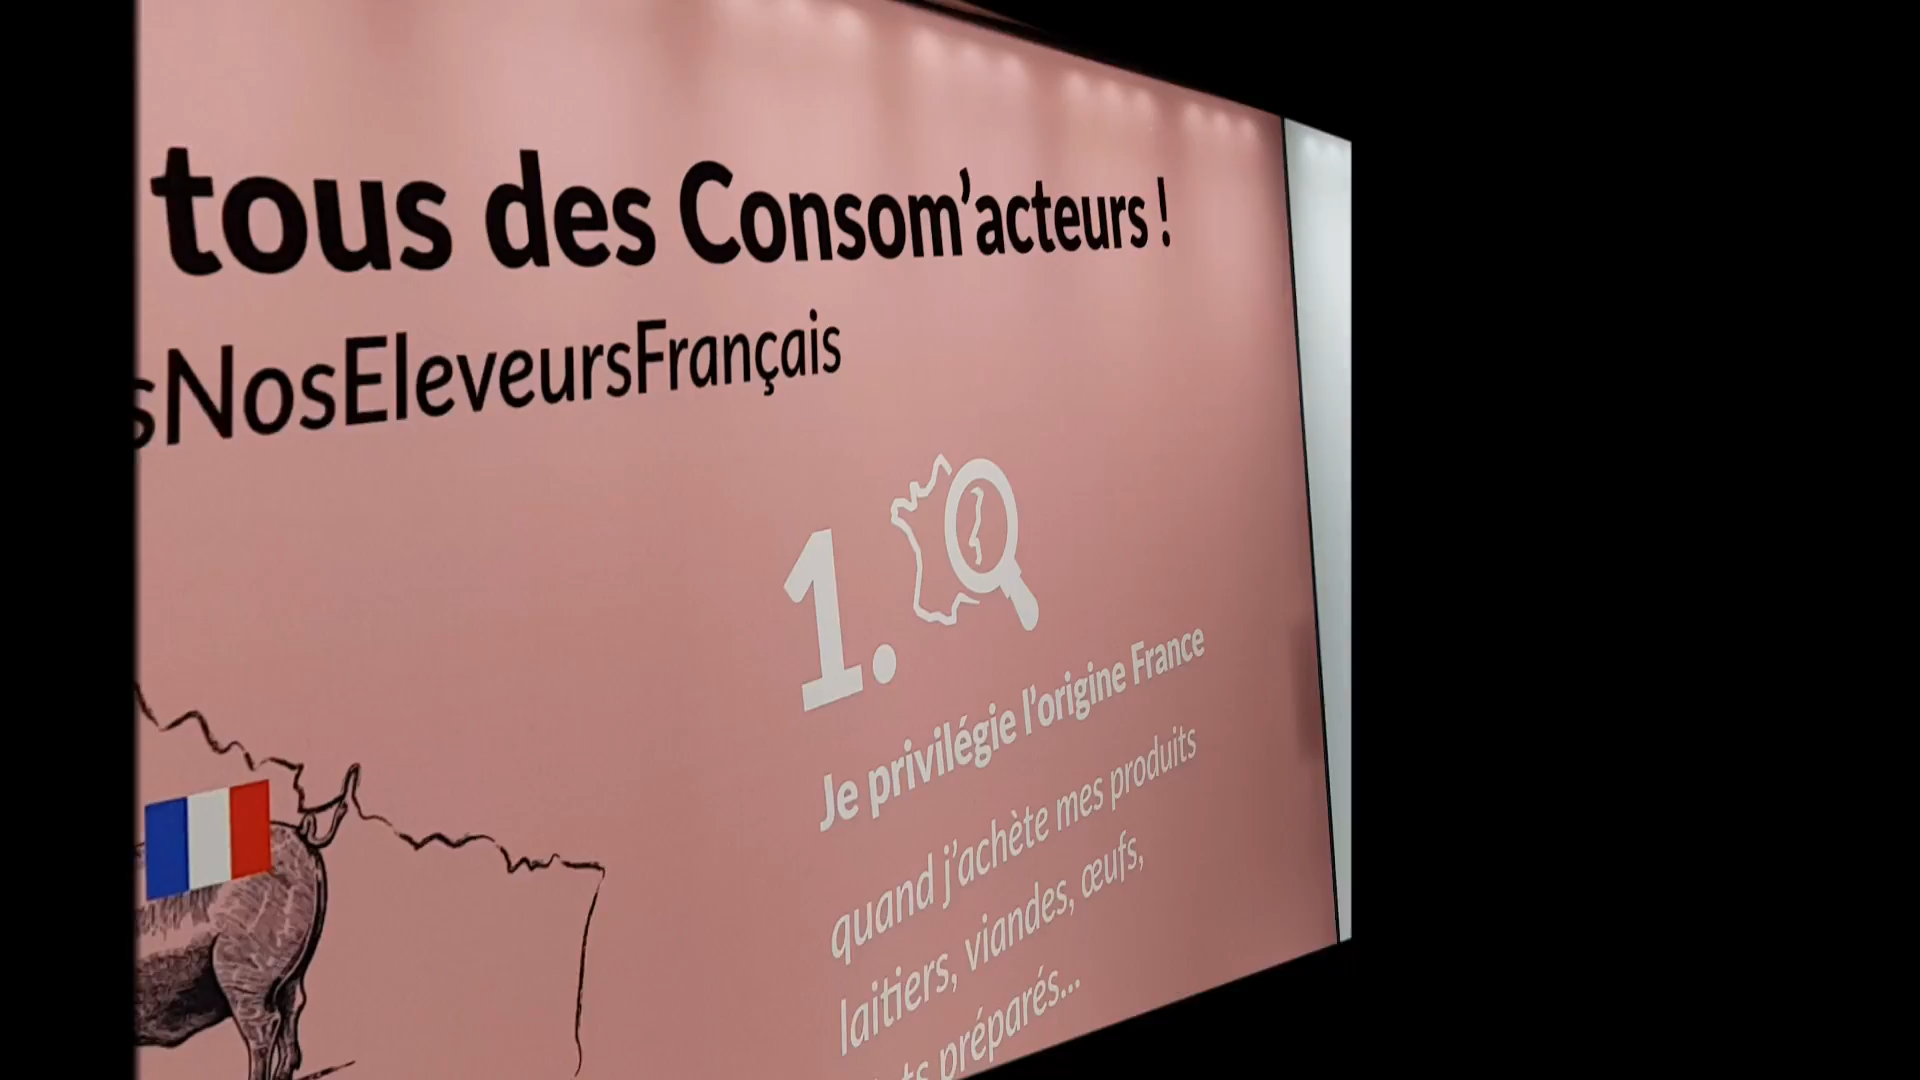 tous des Consom'acteurs !
sNosEleveursFrançais
1.
Je privilégie l'origine France
quand j'achète mes produits
laitiers, viandes, œufs,
préparés...